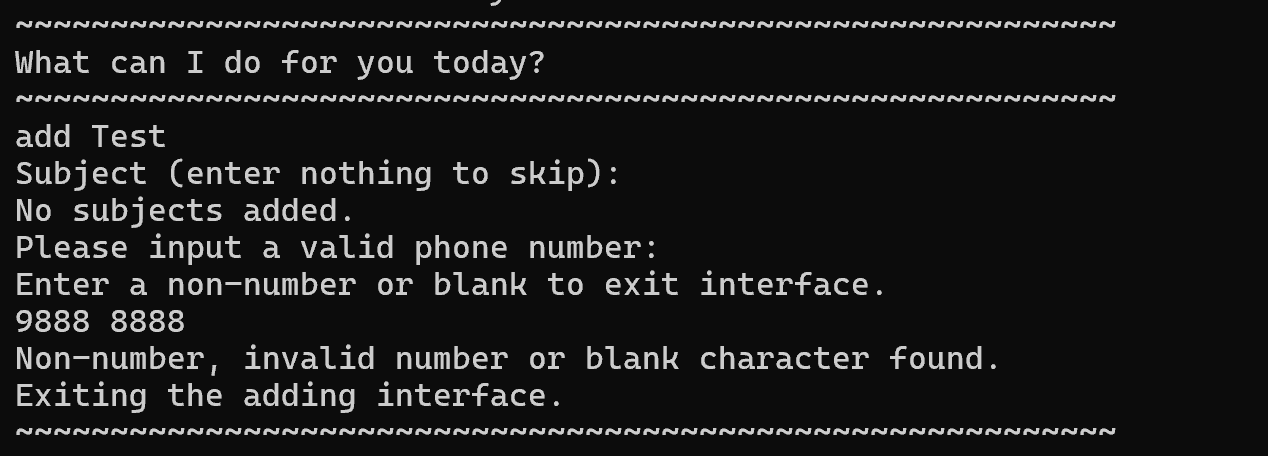 ~~~~~~~~~~~~~~~~~~~~~~~~~~~~~~~~~~~~~~~~~~~~~~~~~~~~~~~~~~
What can I do for you today?
~~~~~~~~~~~~~~~~~~~~~~~~~~~~~~~~~~~~~~~~~~~~~~~~~~~~~~~~~~
add Test
Subject (enter nothing to skip):
No subjects added.
Please input a valid phone number:
Enter a non-number or blank to exit interface.
9888 8888
Non-number, invalid number or blank character found.
Exiting the adding interface.
~~~~~~~~~~~~~~~~~~~~~~~~~~~~~~~~~~~~~~~~~~~~~~~~~~~~~~~~~~